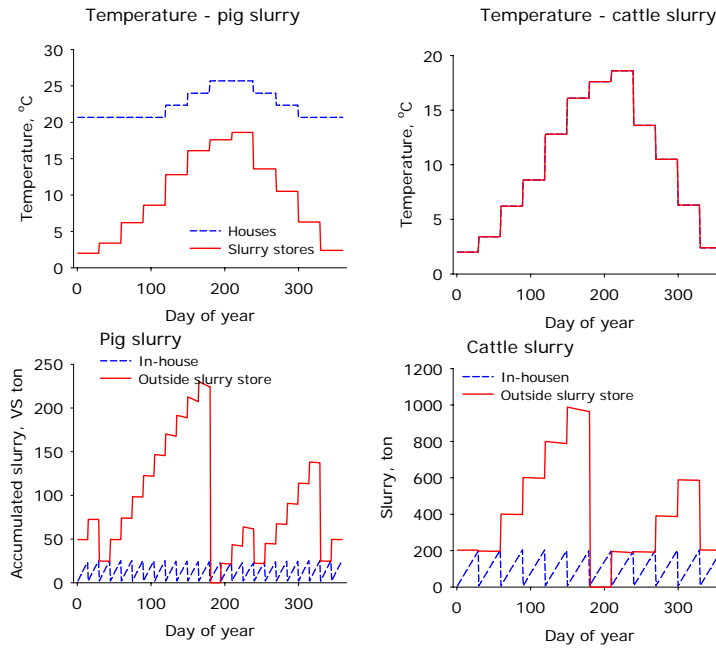 Temperature - pig slurry
30
25
20
15
10
5
0
Temperature, °C
Houses
Slurry stores
0 100 200 300
Day of year
Temperature - cattle slurry
20
15
10
5
0
Temperature, °C
0 100 200 300
Day of year
Pig slurry
In-house
Outside slurry store
250
200
150
100
50
0
Accumulated slurry, VS ton
0 100 200 300
Day of year
Cattle slurry
In-housen
Outside slurry store
1200
1000
800
600
400
200
0
Slurry, ton
0 100 200 300
Day of year